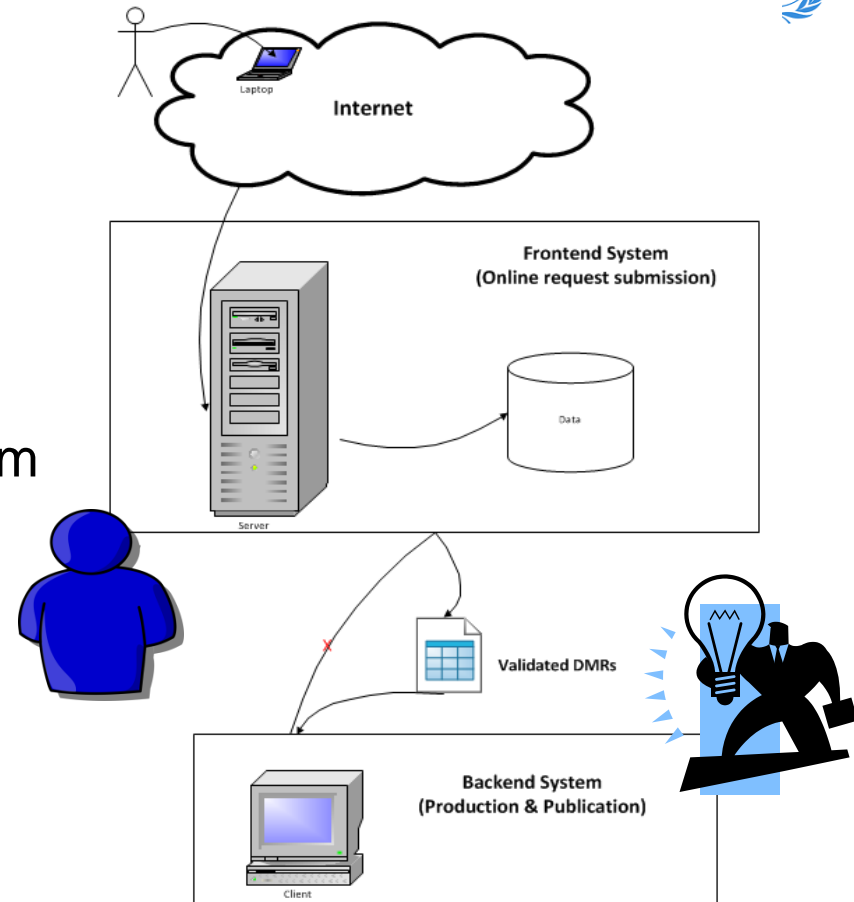 Laptop
Internet
Frontend System
(Online request submission)
Data
m
Server
X
Validated DMRs
Backend System
(Production & Publication)
Client